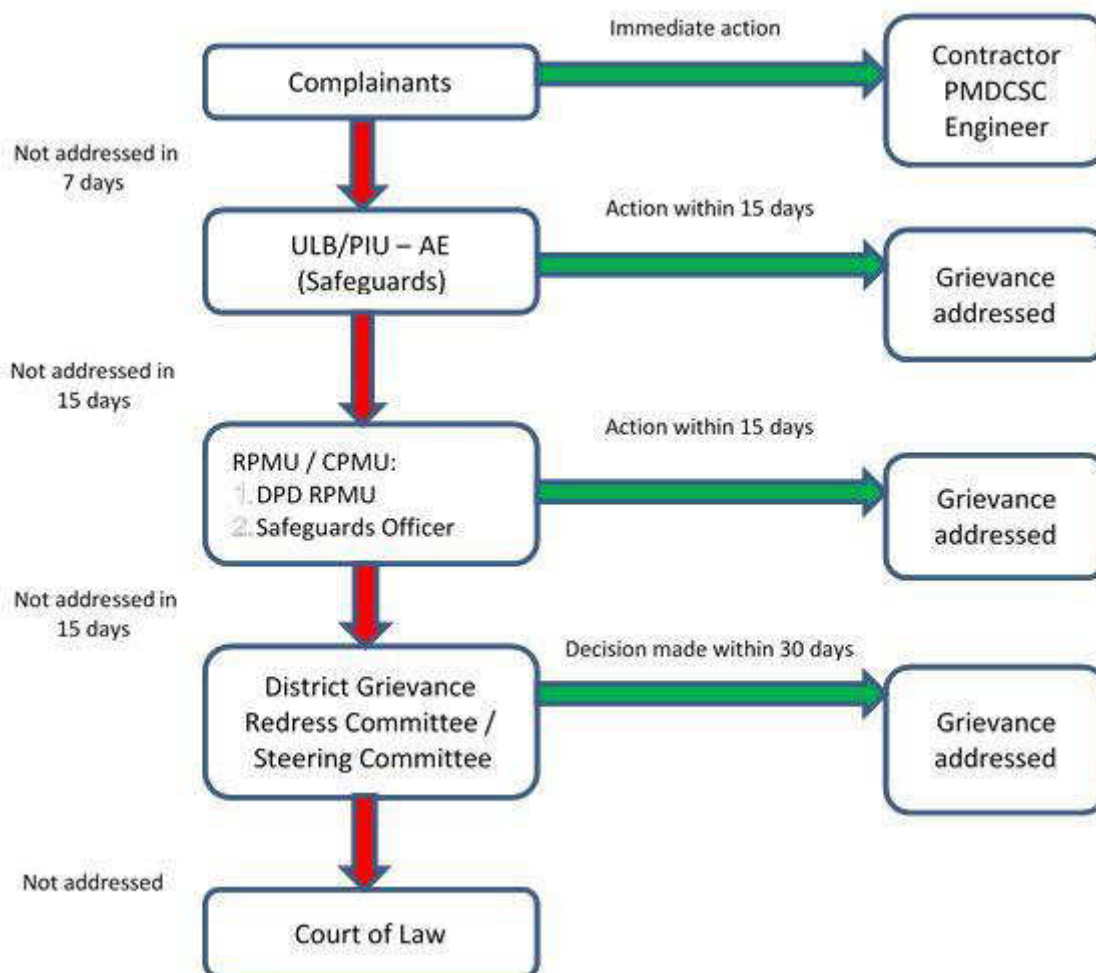 Immediate action
Complainants
Contractor
PMDCSC
Engineer
Not addressed in
7 days
Action within 15 days
ULB/PIU – AE
(Safeguards)
Grievance
addressed
Not addressed in
15 days
Action within 15 days
RPMU / CPMU:
1. DPD RPMU
2. Safeguards Officer
Grievance
addressed
Not addressed in
15 days
Decision made within 30 days
District Grievance
Redress Committee /
Steering Committee
Grievance
addressed
Not addressed
Court of Law